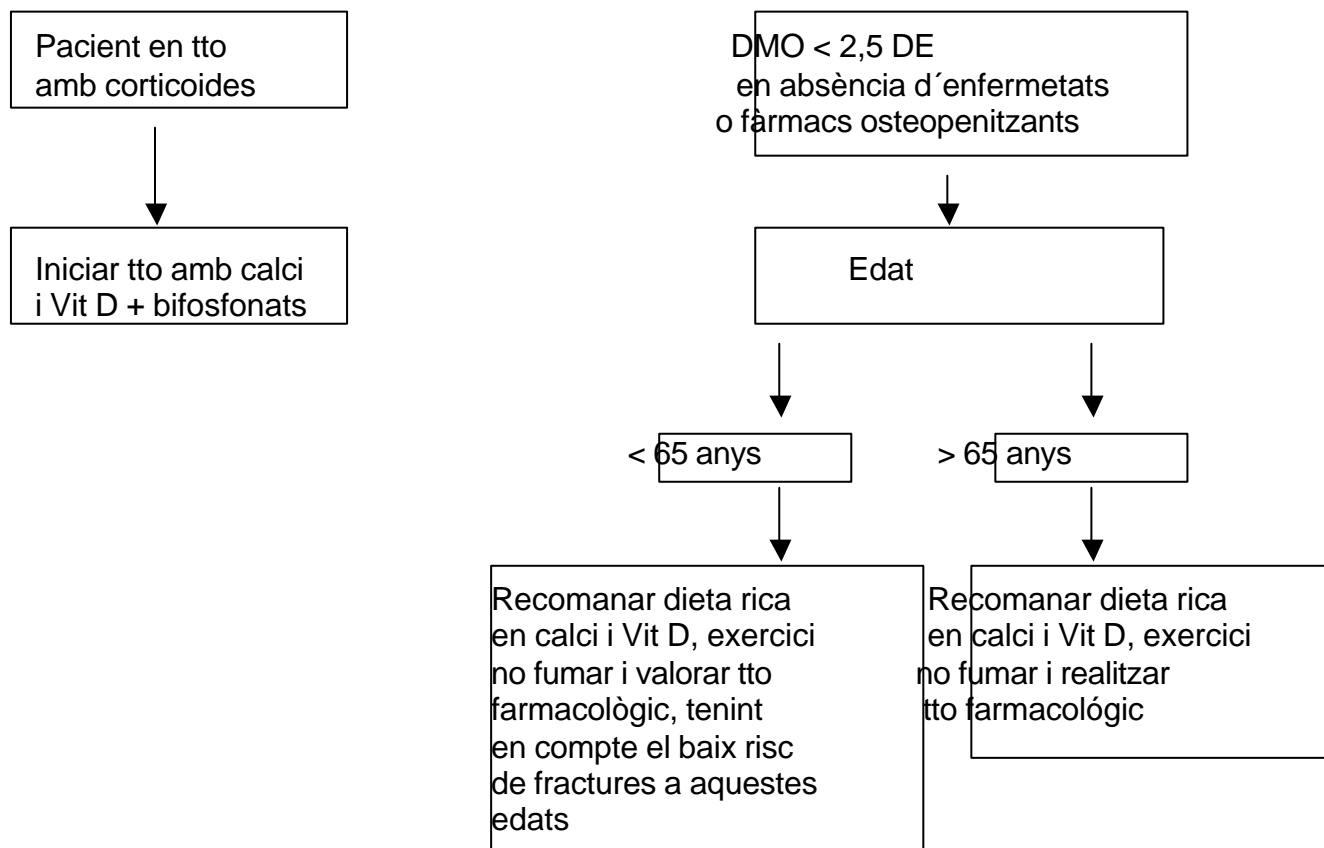 Pacient en tto
amb corticoides
Iniciar tto amb calci
i Vit D + bifosfonats
DMO < 2,5 DE
en absència d´enfermetats
o fàrmacs osteopenitzants
Edat
< 65 anys
> 65 anys
Recomanar dieta rica
en calci i Vit D, exercici
no fumar i valorar tto
farmacològic, tenint
en compte el baix risc
de fractures a aquestes
edats
Recomanar dieta rica
en calci i Vit D, exercici
no fumar i realitzar
tto farmacológic